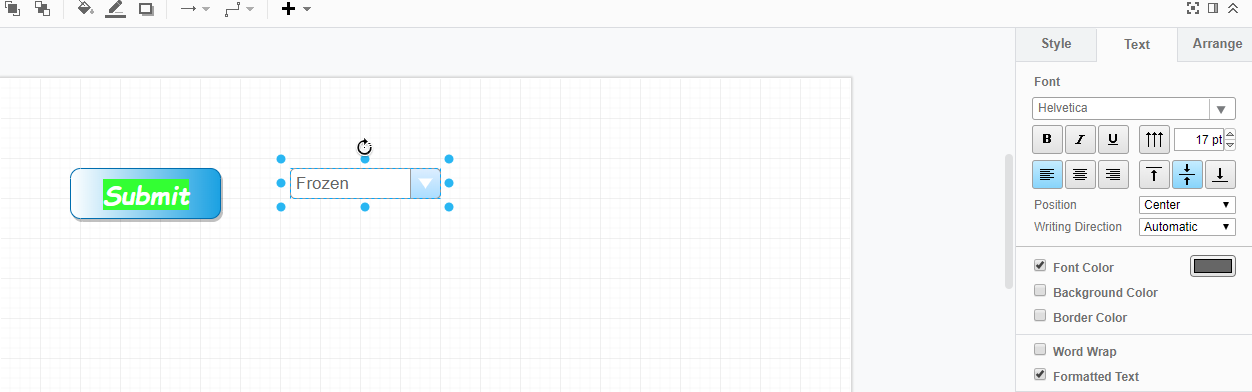 Style Text Arrange
Font
Helvetica
B I U 17 pt
Position Center
Writing Direction Automatic
Font Color
Background Color
Border Color
Word Wrap
Formatted Text
Submit
Frozen